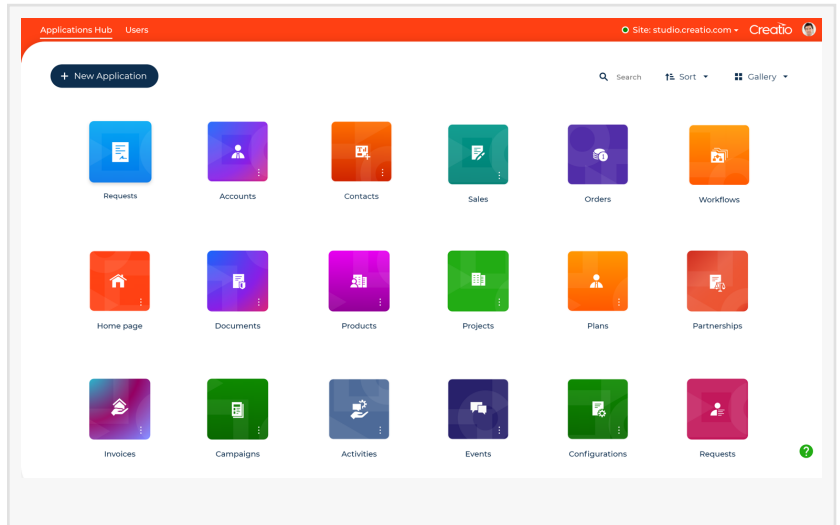 Applications Hub Users Site: studio.creatio.com Creatio
+ New Application Search Sort Gallery
Requests Accounts Contacts Sales Orders Workflows
Home page Documents Products Projects Plans Partnerships
Invoices Campaigns Activities Events Configurations Requests
?